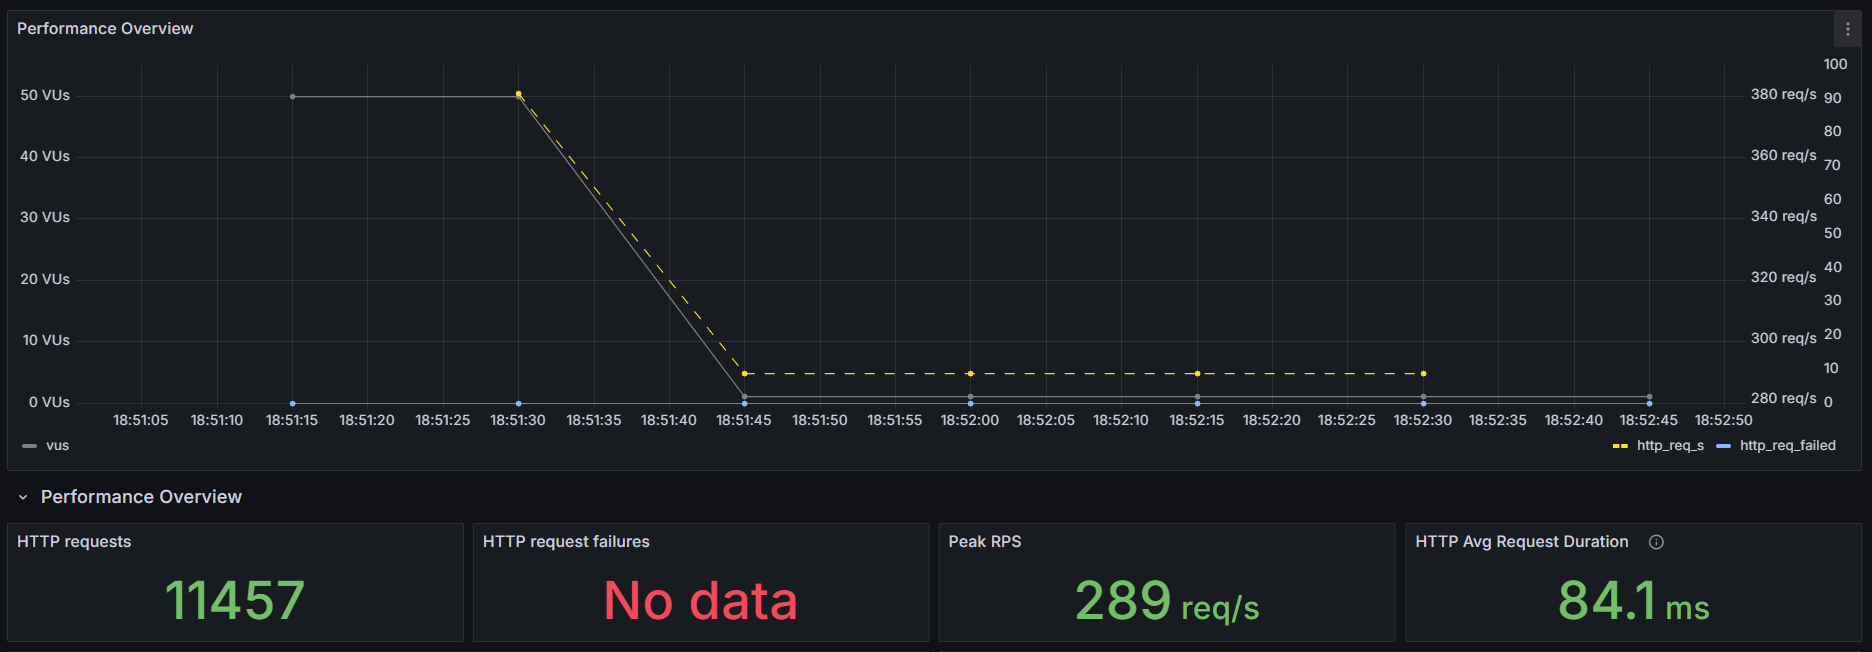 Performance Overview
100
50 VUs 380 req/s 90
80
40 VUs 360 req/s 70
60
30 VUs 340 req/s 50
40
20 VUs 320 req/s 30
20
10 VUs 300 req/s 10
0 VUs 280 req/s 0
18:51:05 18:51:10 18:51:15 18:51:20 18:51:25 18:51:30 18:51:35 18:51:40 18:51:45 18:51:50 18:51:55 18:52:00 18:52:05 18:52:10 18:52:15 18:52:20 18:52:25 18:52:30 18:52:35 18:52:40 18:52:45 18:52:50
vus http_req_s http_req_failed
Performance Overview
HTTP requests
11457
HTTP request failures
No data
Peak RPS
289 req/s
HTTP Avg Request Duration
84.1 ms